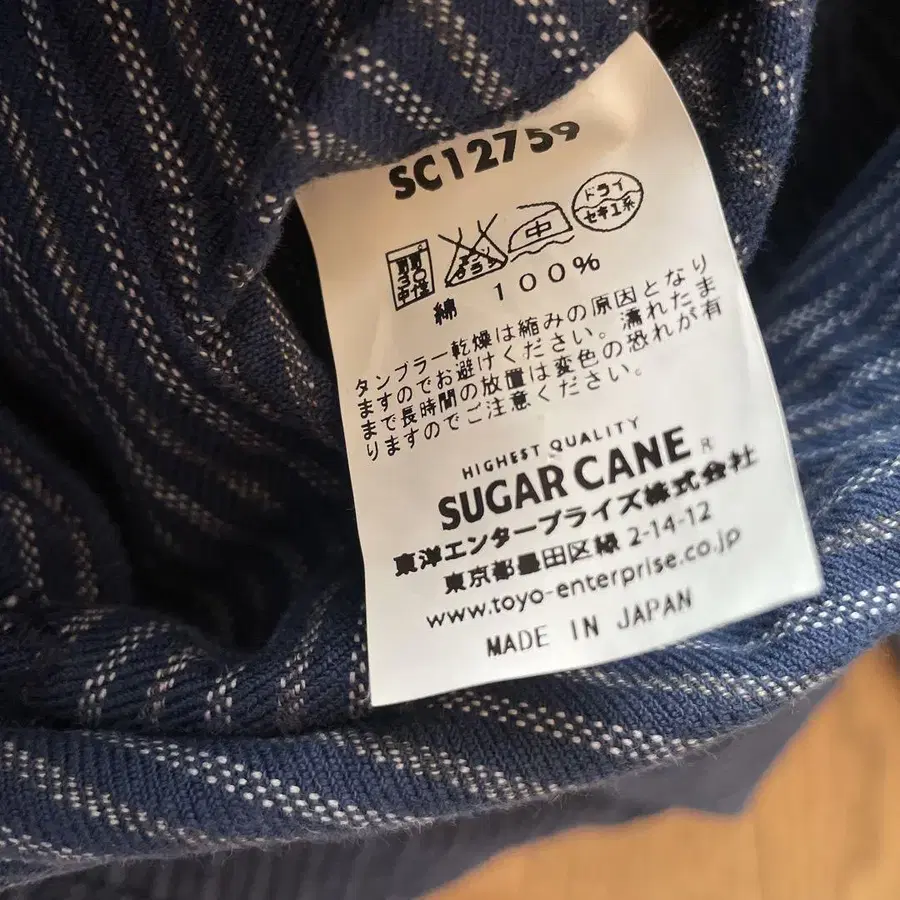 SC12759
中 ドライ
セキユ系
綿 100%
タンブラー乾燥は縮みの原因となり
ますのでお避けください。濡れたま
まで長時間の放置は変色の恐れが有
りますのでご注意ください。
HIGHEST QUALITY
SUGAR CANE ®
東洋エンタープライズ株式会社
東京都墨田区緑 2-14-12
www.toyo-enterprise.co.jp
MADE IN JAPAN